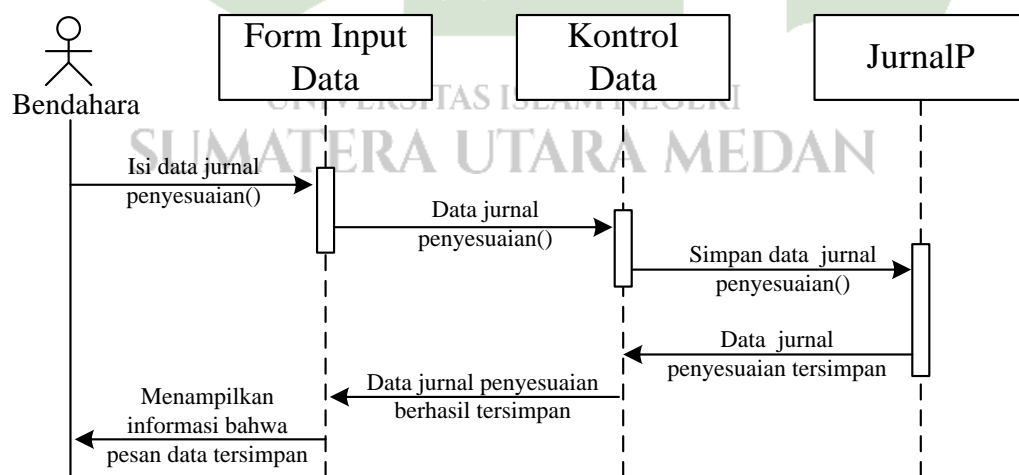 Form Input
Data
Kontrol
Data
JurnalP
Bendahara
UNIVERSITAS ISLAM NEGERI
SUMATERA UTARA MEDAN
Isi data jurnal
penyesuaian()
Data jurnal
penyesuaian()
Simpan data jurnal
penyesuaian()
Data jurnal
penyesuaian tersimpan
Data jurnal penyesuaian
berhasil tersimpan
Menampilkan
informasi bahwa
pesan data tersimpan